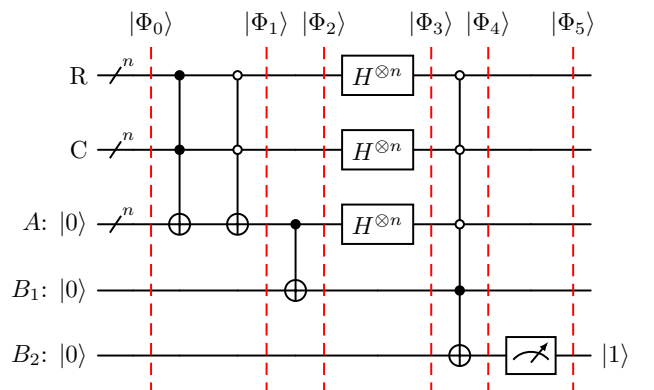 |Φ₀⟩ |Φ₁⟩ |Φ₂⟩ |Φ₃⟩ |Φ₄⟩ |Φ₅⟩
R n H⊗n
C n H⊗n
A: |0⟩ n H⊗n
B₁: |0⟩
B₂: |0⟩ |1⟩